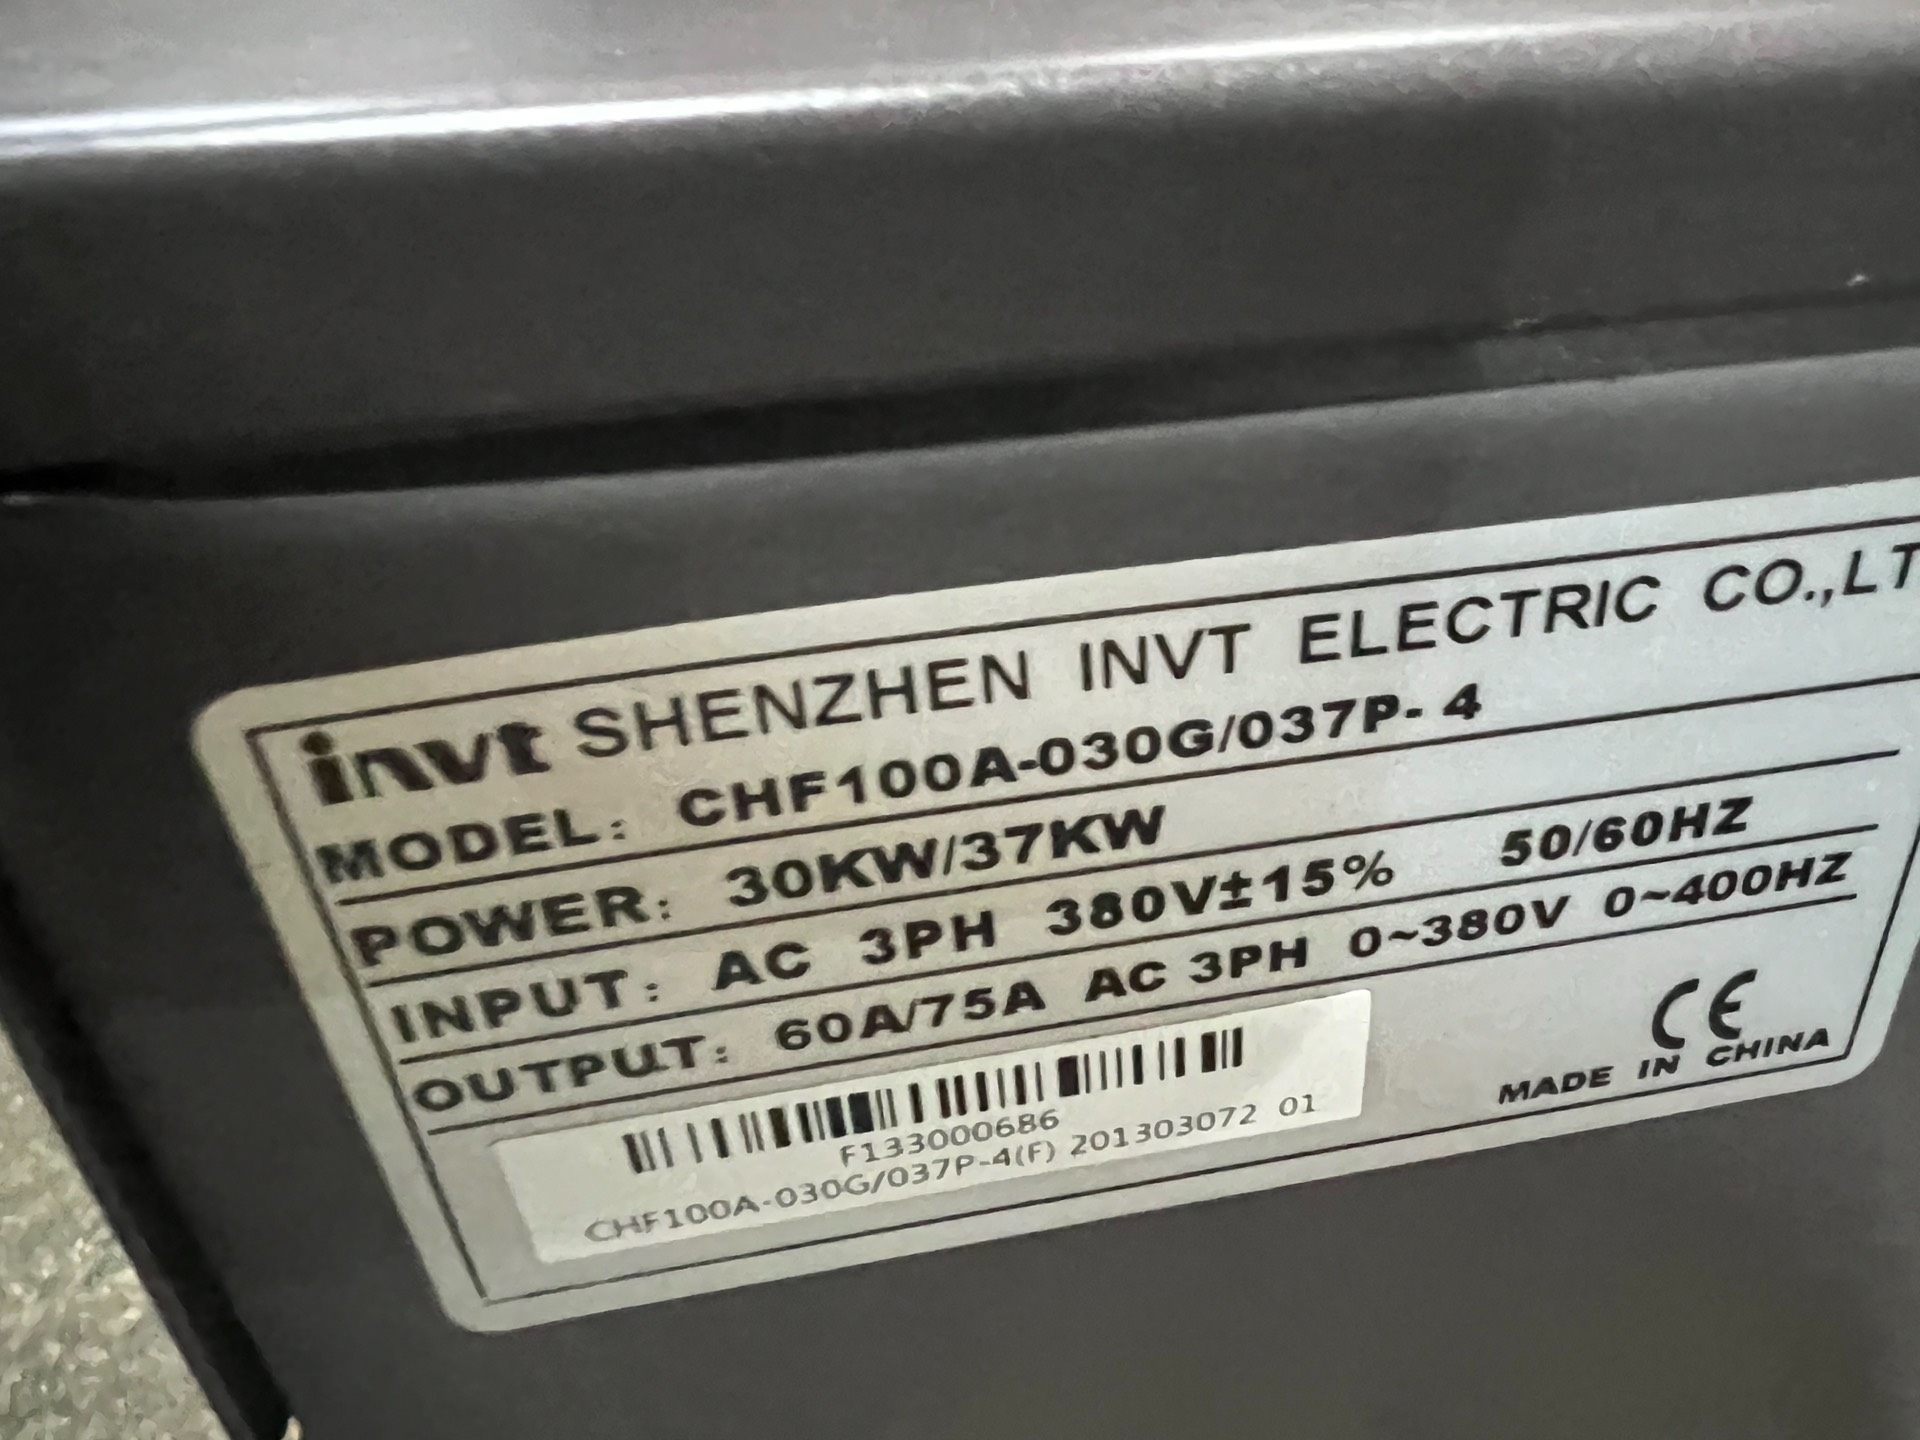 invt SHENZHEN INVT ELECTRIC CO.,LT
MODEL: CHF100A-030G/037P-4
POWER: 30KW/37KW
INPUT: AC 3PH 380V±15% 50/60HZ
OUTPUT: 60A/75A AC 3PH 0~380V 0~400HZ
F133000686
CHF100A-030G/037P-4(F) 201303072 01
CE
MADE IN CHINA